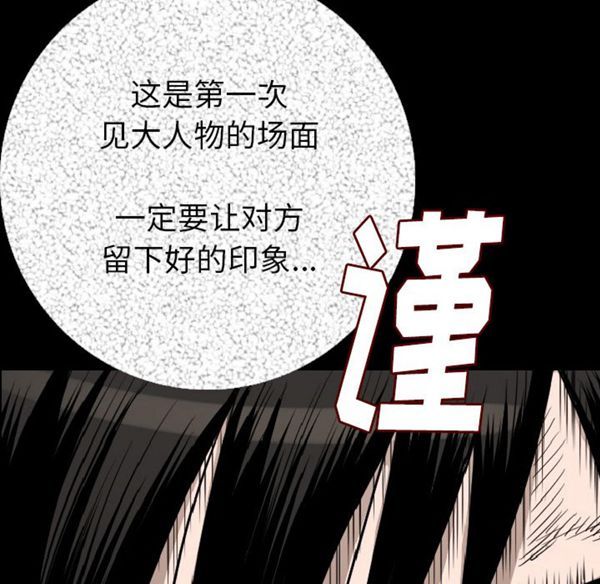 这是第一次
见大人物的场面
一定要让对方
留下好的印象...
谨